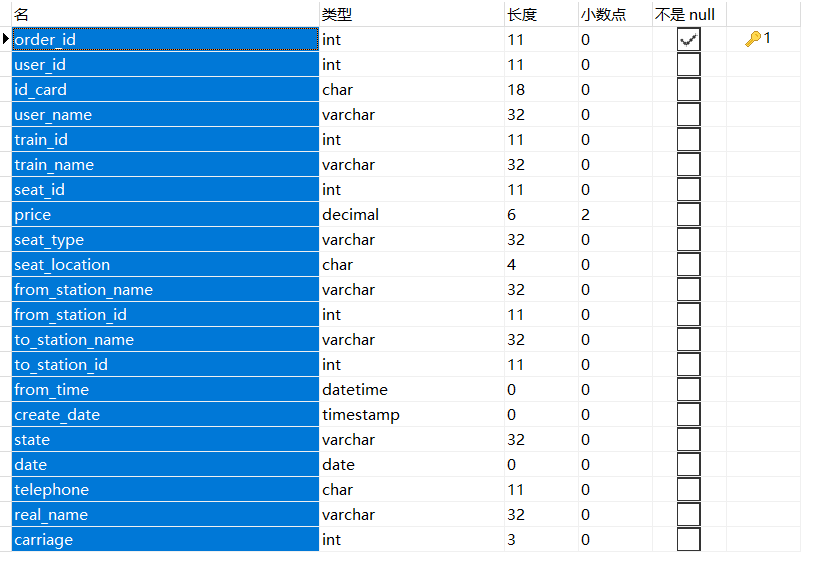 名 类型 长度 小数点 不是 null
order_id int 11 0 1
user_id int 11 0
id_card char 18 0
user_name varchar 32 0
train_id int 11 0
train_name varchar 32 0
seat_id int 11 0
price decimal 6 2
seat_type varchar 32 0
seat_location char 4 0
from_station_name varchar 32 0
from_station_id int 11 0
to_station_name varchar 32 0
to_station_id int 11 0
from_time datetime 0 0
create_date timestamp 0 0
state varchar 32 0
date date 0 0
telephone char 11 0
real_name varchar 32 0
carriage int 3 0